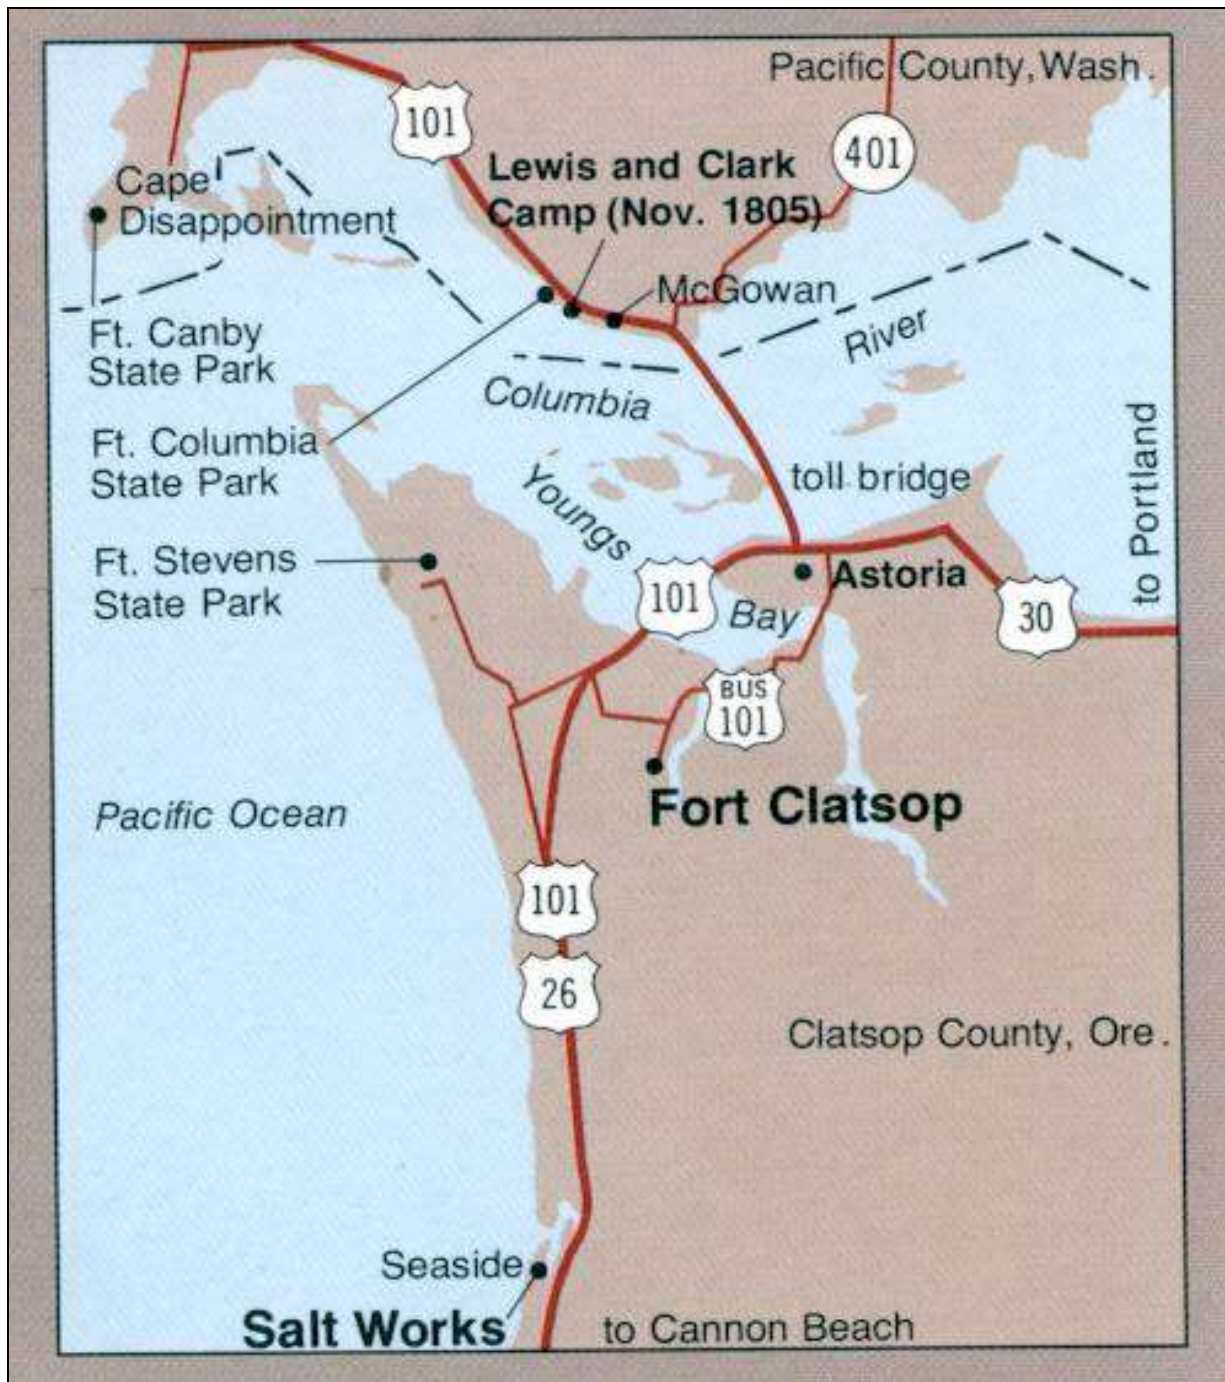 Pacific County, Wash.
101
401
Lewis and Clark
Camp (Nov. 1805)
Cape
Disappointment
McGowan
Ft. Canby
State Park
River
Columbia
Ft. Columbia
State Park
Youngs
toll bridge
to Portland
Ft. Stevens
State Park
101
Astoria
Bay
30
BUS
101
Fort Clatsop
Pacific Ocean
101
26
Clatsop County, Ore.
Seaside
Salt Works
to Cannon Beach